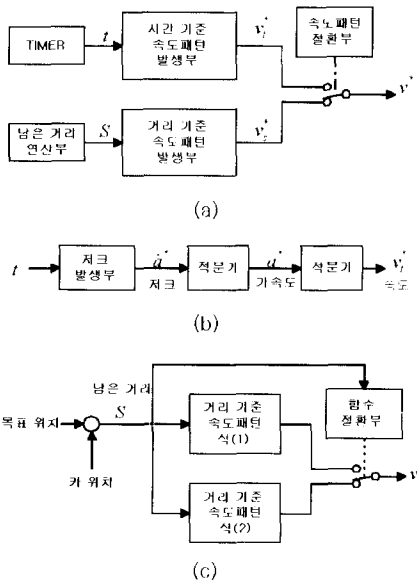 시간 기준
속도패턴
발생부
속도패턴
절환부
TIMER
t
v*t
v*
남은 거리
연산부
S
거리 기준
속도패턴
발생부
v*s
(a)
t
저크
발생부
ȧ*
저크
적분기
a*
가속도
적분기
v*t
속도
(b)
남은 거리
목표 위치
S
카 위치
거리 기준
속도패턴
식(1)
함수
절환부
거리 기준
속도패턴
식(2)
v
(c)